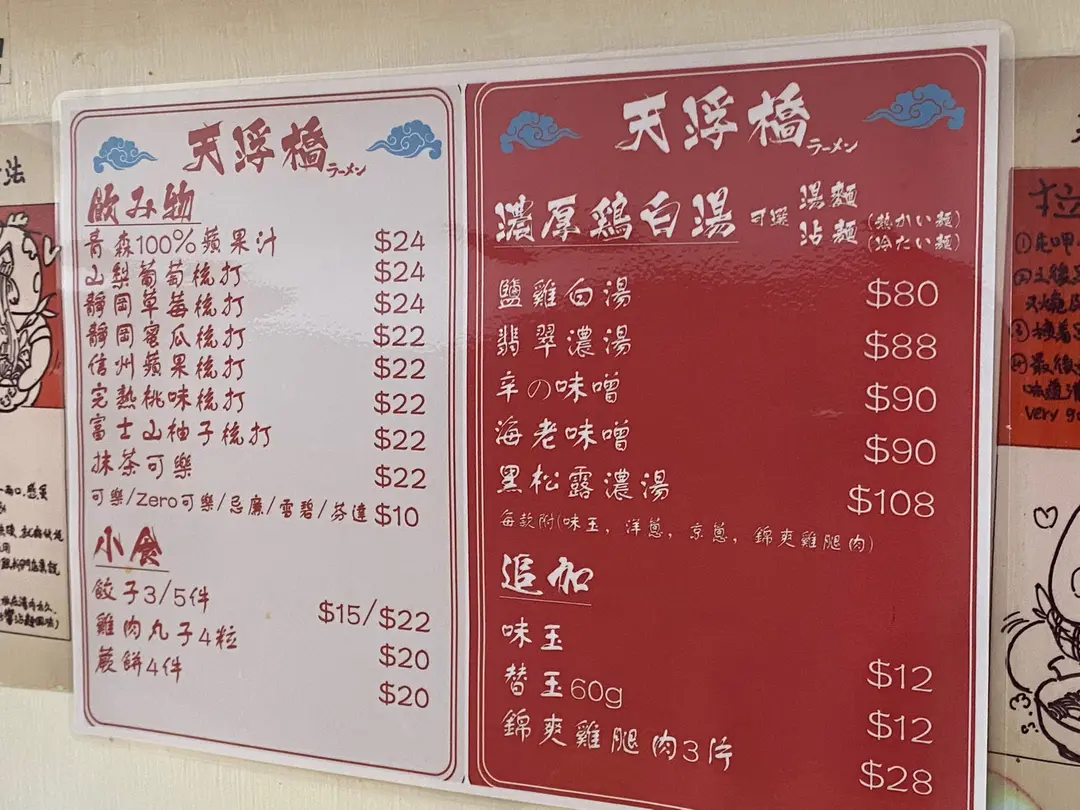 天浮橋
ラーメン
飲み物
青森100%蘋果汁 $24
山梨葡萄梳打 $24
靜岡草莓梳打 $24
靜岡蜜瓜梳打 $22
信州蘋果梳打 $22
完熟桃味梳打 $22
富士山柚子梳打 $22
抹茶可樂 $22
可樂/Zero可樂/忌廉/雪碧/芬達 $10
小食
餃子3/5件 $15/$22
雞肉丸子4粒 $20
蕨餅4件 $20
天浮橋
ラーメン
濃厚鶏白湯 可選 湯麵
沾麵 (熱かい麺)
(冷たい麺)
鹽雞白湯 $80
翡翠濃湯 $88
辛の味噌 $90
海老味噌 $90
黑松露濃湯 $108
每款附(味玉, 洋蔥, 京蔥, 錦爽雞腿肉)
追加
味玉 $12
替玉60g $12
錦爽雞腿肉3片 $28
拉
very